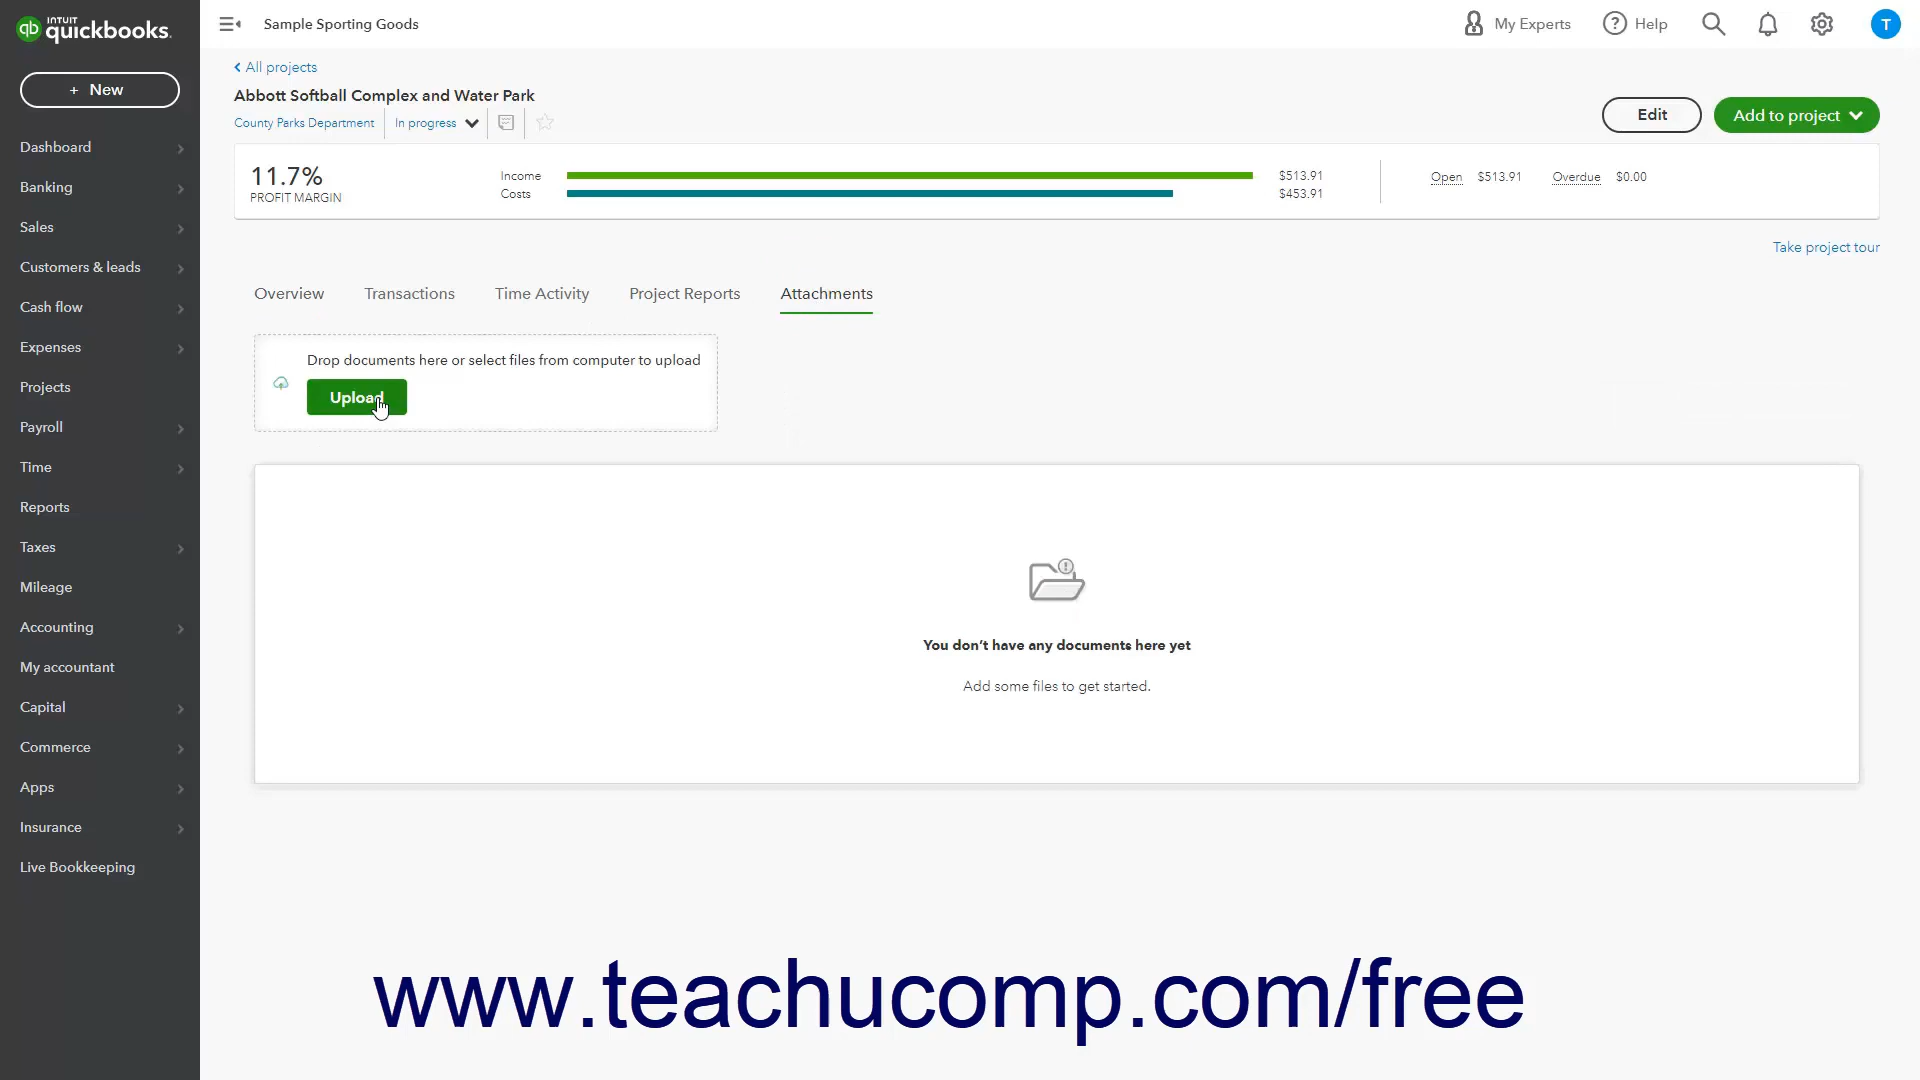 INTUIT
qb quickbooks.
Sample Sporting Goods
My Experts
Help
T
+ New
Dashboard
Banking
Sales
Customers & leads
Cash flow
Expenses
Projects
Payroll
Time
Reports
Taxes
Mileage
Accounting
My accountant
Capital
Commerce
Apps
Insurance
Live Bookkeeping
All projects
Abbott Softball Complex and Water Park
County Parks Department In progress
Edit
Add to project
11.7%
PROFIT MARGIN
Income $513.91
Costs $453.91
Open $513.91 Overdue $0.00
Take project tour
Overview Transactions Time Activity Project Reports Attachments
Drop documents here or select files from computer to upload
Upload
You don't have any documents here yet
Add some files to get started.
www.teachucomp.com/free